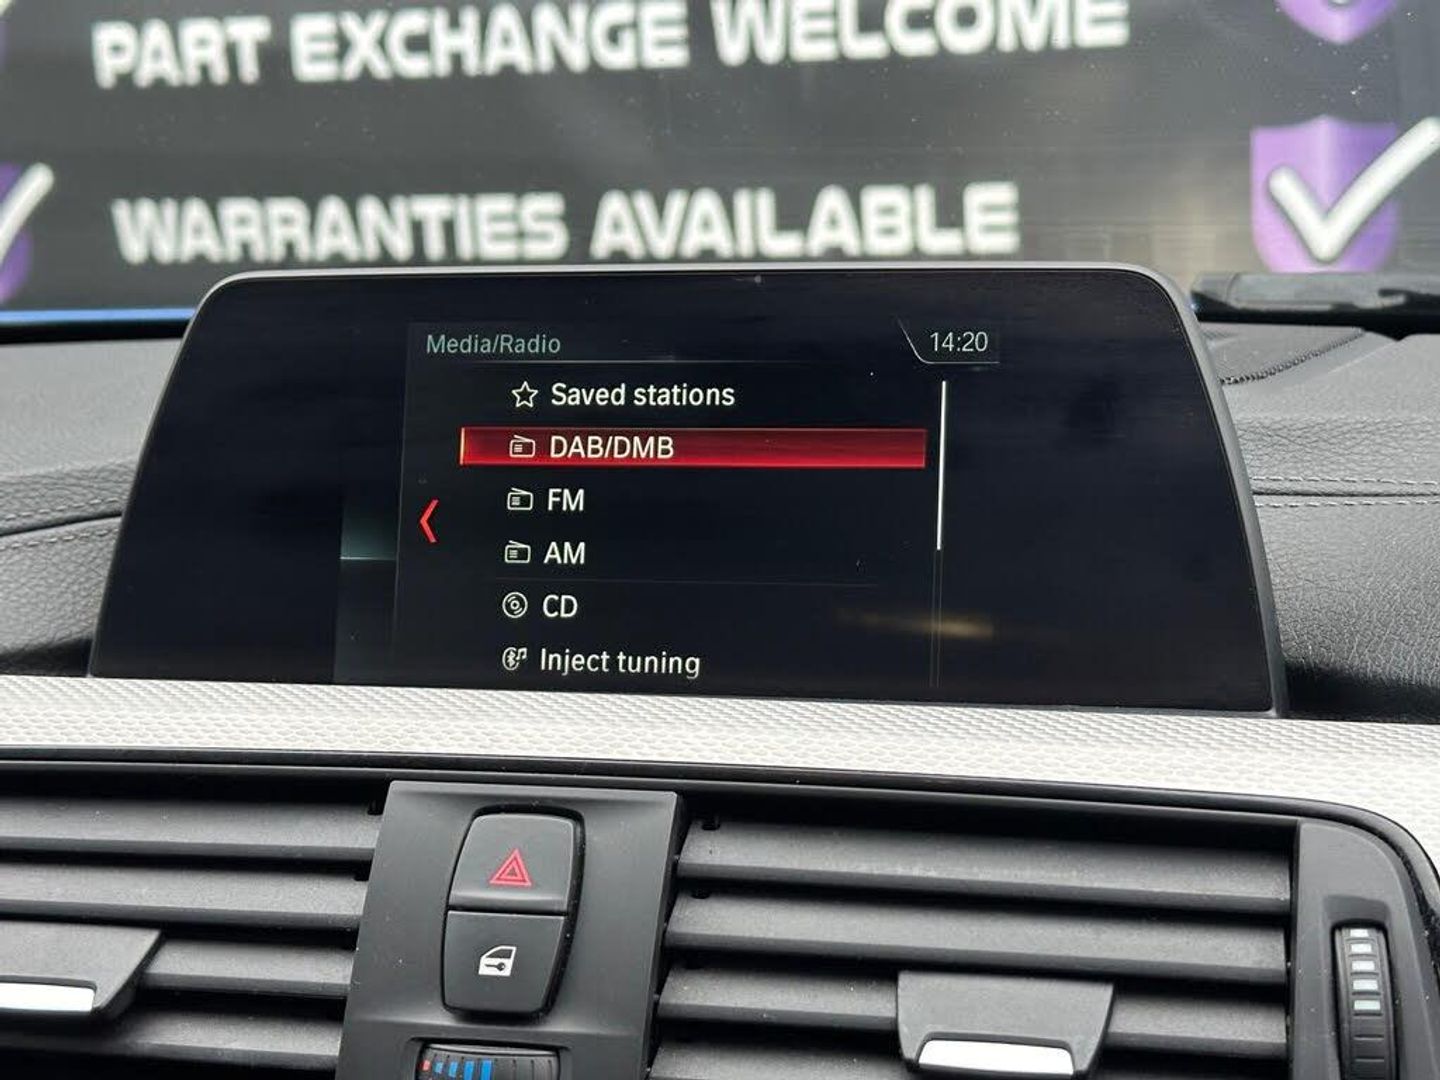 PART EXCHANGE WELCOME
WARRANTIES AVAILABLE
Media/Radio
14:20
Saved stations
DAB/DMB
FM
AM
CD
Inject tuning